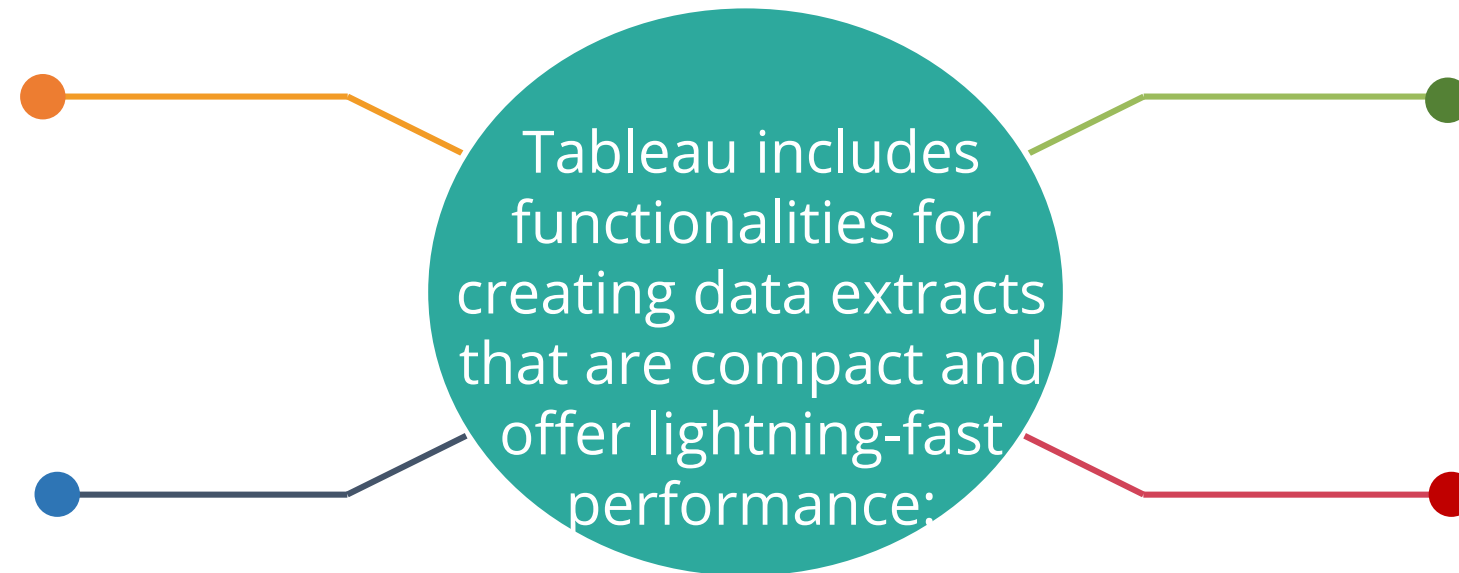 Tableau includes
functionalities for
creating data extracts
that are compact and
offer lightning-fast
performance: